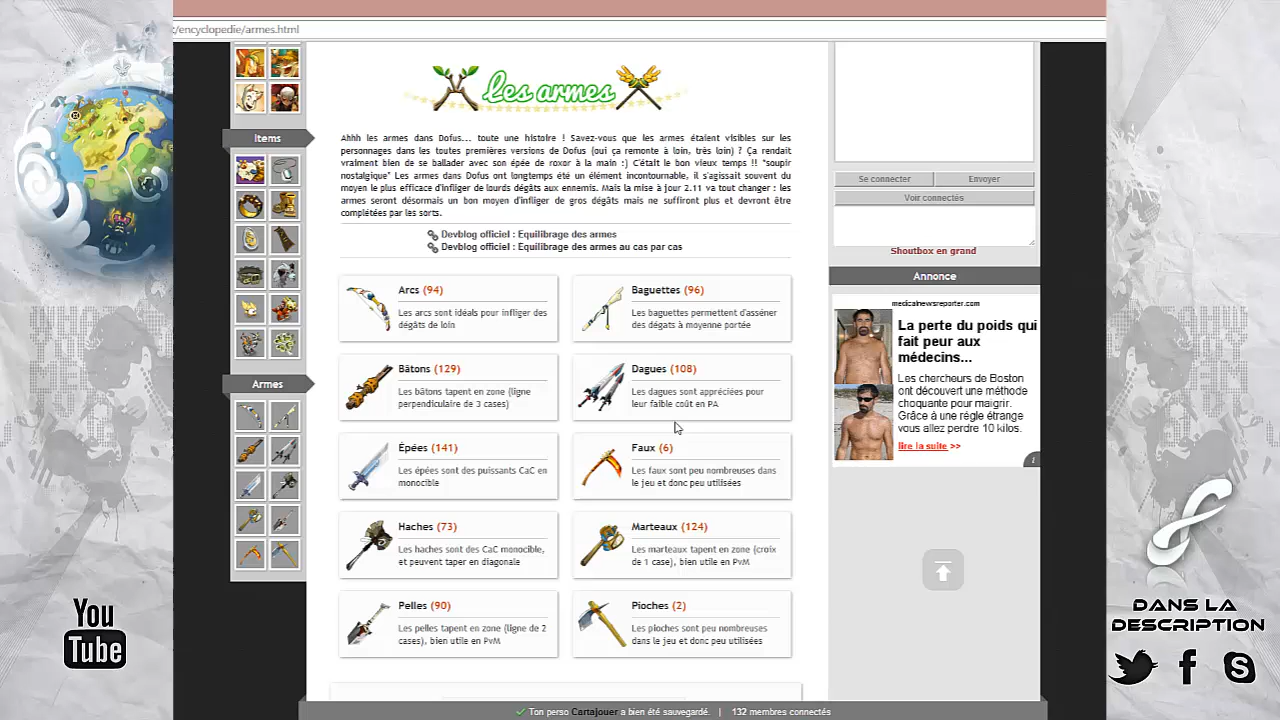 :/encyclopedie/armes.html
les armes
Ahhh les armes dans Dofus... toute une histoire ! Savez-vous que les armes étaient visibles sur les
personnages dans les toutes premières versions de Dofus (oui ça remonte à loin, très loin) ? Ça rendait
vraiment bien de se ballader avec son épée de roxor à la main :) C'était le bon vieux temps !! *soupir
nostalgique* Les armes dans Dofus ont longtemps été un élément incontournable, il s'agissait souvent du
moyen le plus efficace d'infliger de lourds dégâts aux ennemis. Mais la mise à jour 2.11 va tout changer : les
armes seront désormais un bon moyen d'infliger de gros dégâts mais ne suffiront plus et devront être
complétées par les sorts.
Devblog officiel : Equilibrage des armes
Devblog officiel : Equilibrage des armes au cas par cas
Items
Armes
Arcs (94)
Les arcs sont idéals pour infliger des
dégâts de loin
Baguettes (96)
Les baguettes permettent d'asséner
des dégats à moyenne portée
Bâtons (129)
Les bâtons tapent en zone (ligne
perpendiculaire de 3 cases)
Dagues (108)
Les dagues sont appréciées pour
leur faible coût en PA
Épées (141)
Les épées sont des puissants CaC en
monocible
Faux (6)
Les faux sont peu nombreuses dans
le jeu et donc peu utilisées
Haches (73)
Les haches sont des CaC monocible,
et peuvent taper en diagonale
Marteaux (124)
Les marteaux tapent en zone (croix
de 1 case), bien utile en PvM
Pelles (90)
Les pelles tapent en zone (ligne de 2
cases), bien utile en PvM
Pioches (2)
Les pioches sont peu nombreuses
dans le jeu et donc peu utilisées
Se connecter
Envoyer
Voir connectés
Shoutbox en grand
Annonce
medicalnewsreporter.com
La perte du poids qui
fait peur aux
médecins...
Les chercheurs de Boston
ont découvert une méthode
choquante pour maigrir.
Grâce à une régle étrange
vous allez perdre 10 kilos.
lire la suite >>
i
You
Tube
DANS LA
DESCRIPTION
Ton perso CartaJouer a bien été sauvegardé. | 132 membres connectés